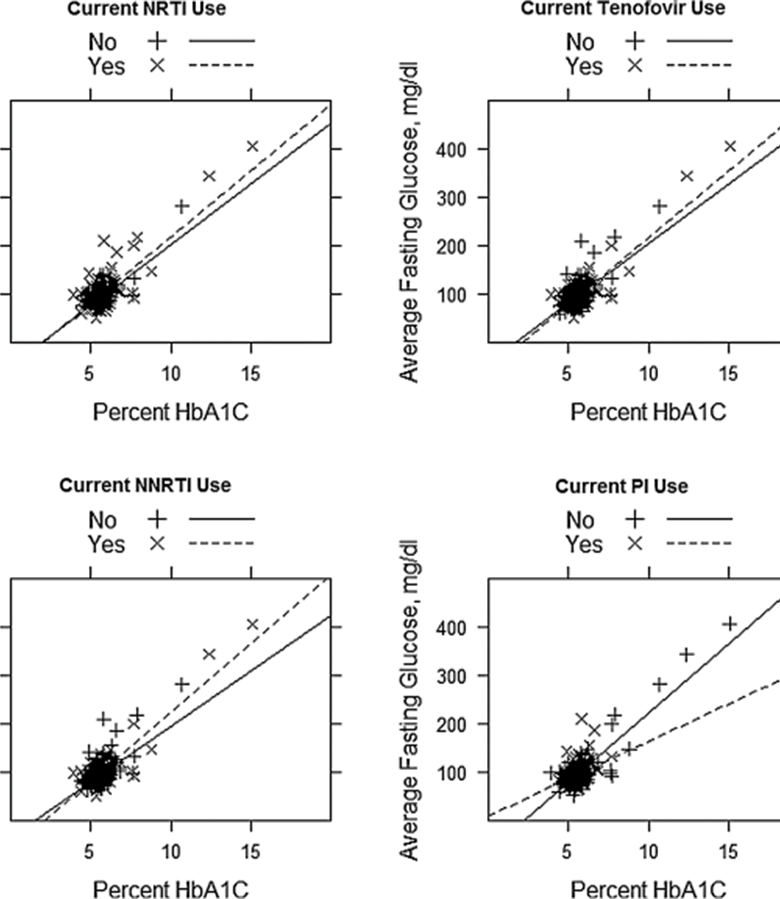 Current NRTI Use
No
Yes
5 10 15
Percent HbA1C
Current Tenofovir Use
No
Yes
Average Fasting Glucose, mg/dl
400
300
200
100
5 10 15
Percent HbA1C
Current NNRTI Use
No
Yes
5 10 15
Percent HbA1C
Current PI Use
No
Yes
Average Fasting Glucose, mg/dl
400
300
200
100
5 10 15
Percent HbA1C